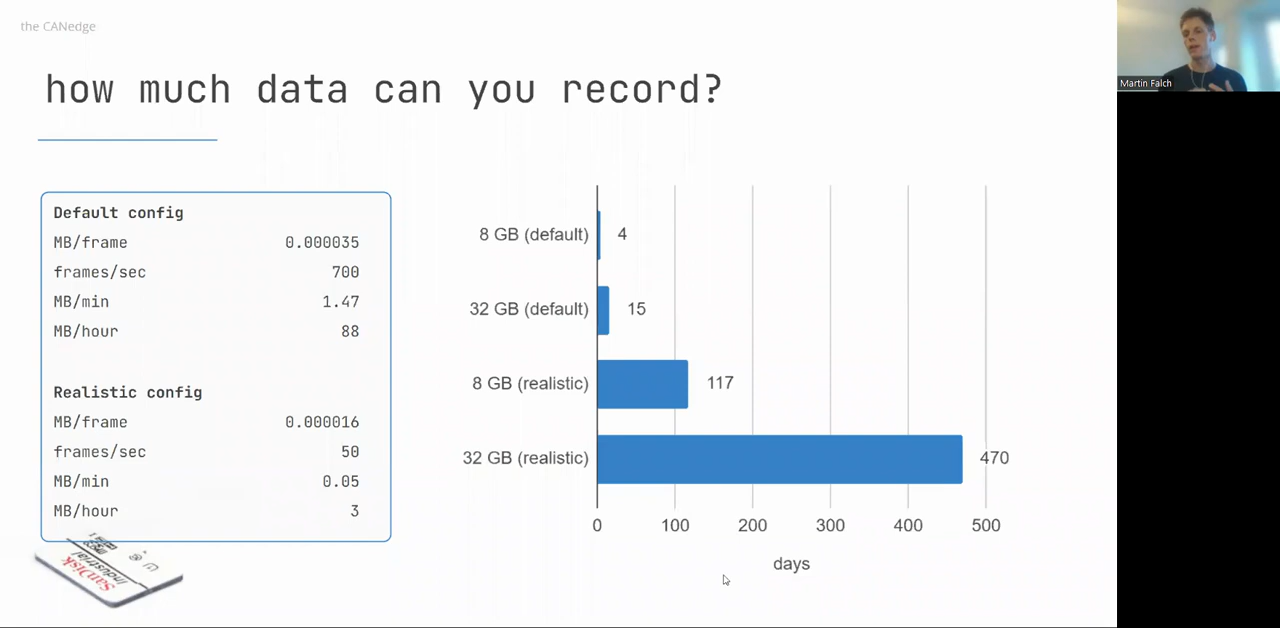 the CANedge
how much data can you record?
Martin Falch
Default config
MB/frame 0.000035
frames/sec 700
MB/min 1.47
MB/hour 88
Realistic config
MB/frame 0.000016
frames/sec 50
MB/min 0.05
MB/hour 3
SanDisk
Industrial
8 GB (default) 4
32 GB (default) 15
8 GB (realistic) 117
32 GB (realistic) 470
0 100 200 300 400 500
days